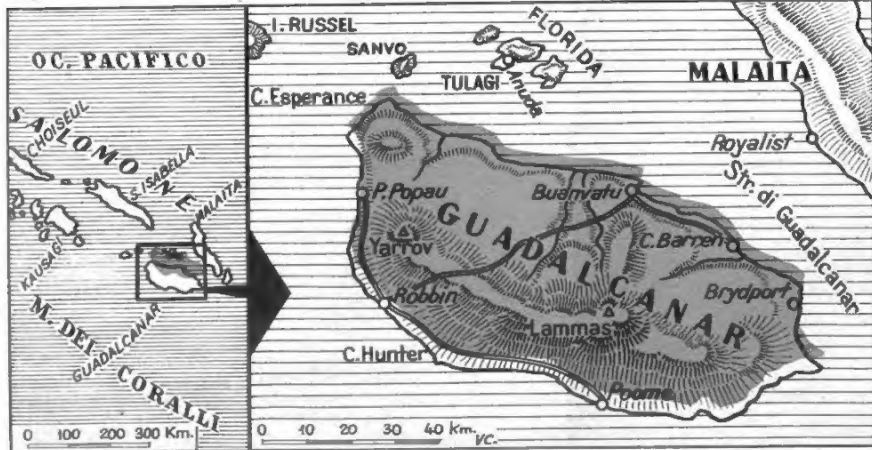 OC. PACIFICO
SALOMONE
CHOISEUL
S. ISABELLA
MALAITA
KAUSAGI
GUADALCANAR
M. DEI CORALLI
0 100 200 300 Km.
I. RUSSEL
SANVO
FLORIDA
TULAGI
Anuda
MALAITA
C. Esperance
Royalist
Str. di Guadalcanar
P. Popau
Buanvatu
GUADALCANAR
Yarrov
C. Barren
Brydport
Robbin
Lammas
C. Hunter
0 10 20 30 40 Km.
VC.